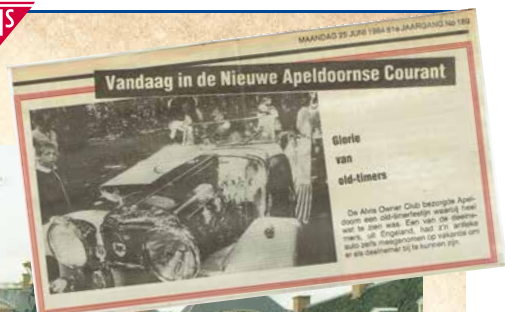 NS
MAANDAG 25 JUNI 1984 81e JAARGANG No 189
Vandaag in de Nieuwe Apeldoornse Courant
Glorie
van
old-timers
De Alvis Owner Club bezorgde Apel-
doorn een old-timerfestijn waarbij heel
wat te zien was. Een van de deelne-
mers, uit Engeland, had z'n antieke
auto zelfs meegenomen op vakantie om
er als deelnemer bij te kunnen zijn.